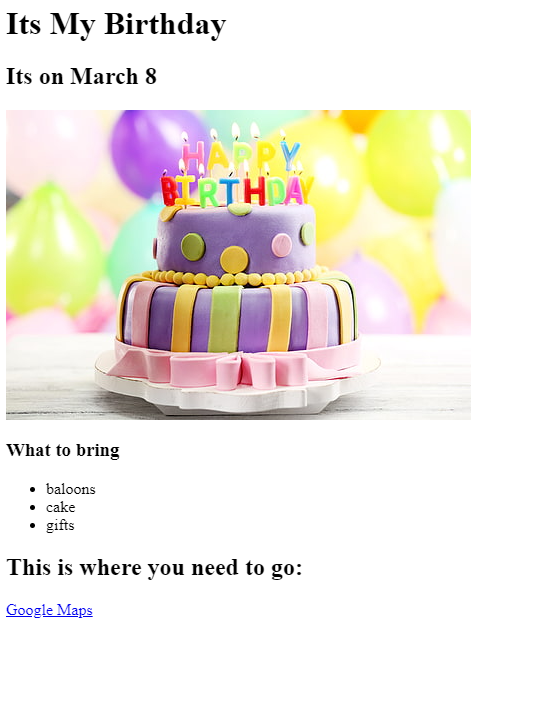 Its My Birthday
Its on March 8
HAPPY
BIRTHDAY
What to bring
baloons
cake
gifts
This is where you need to go:
Google Maps